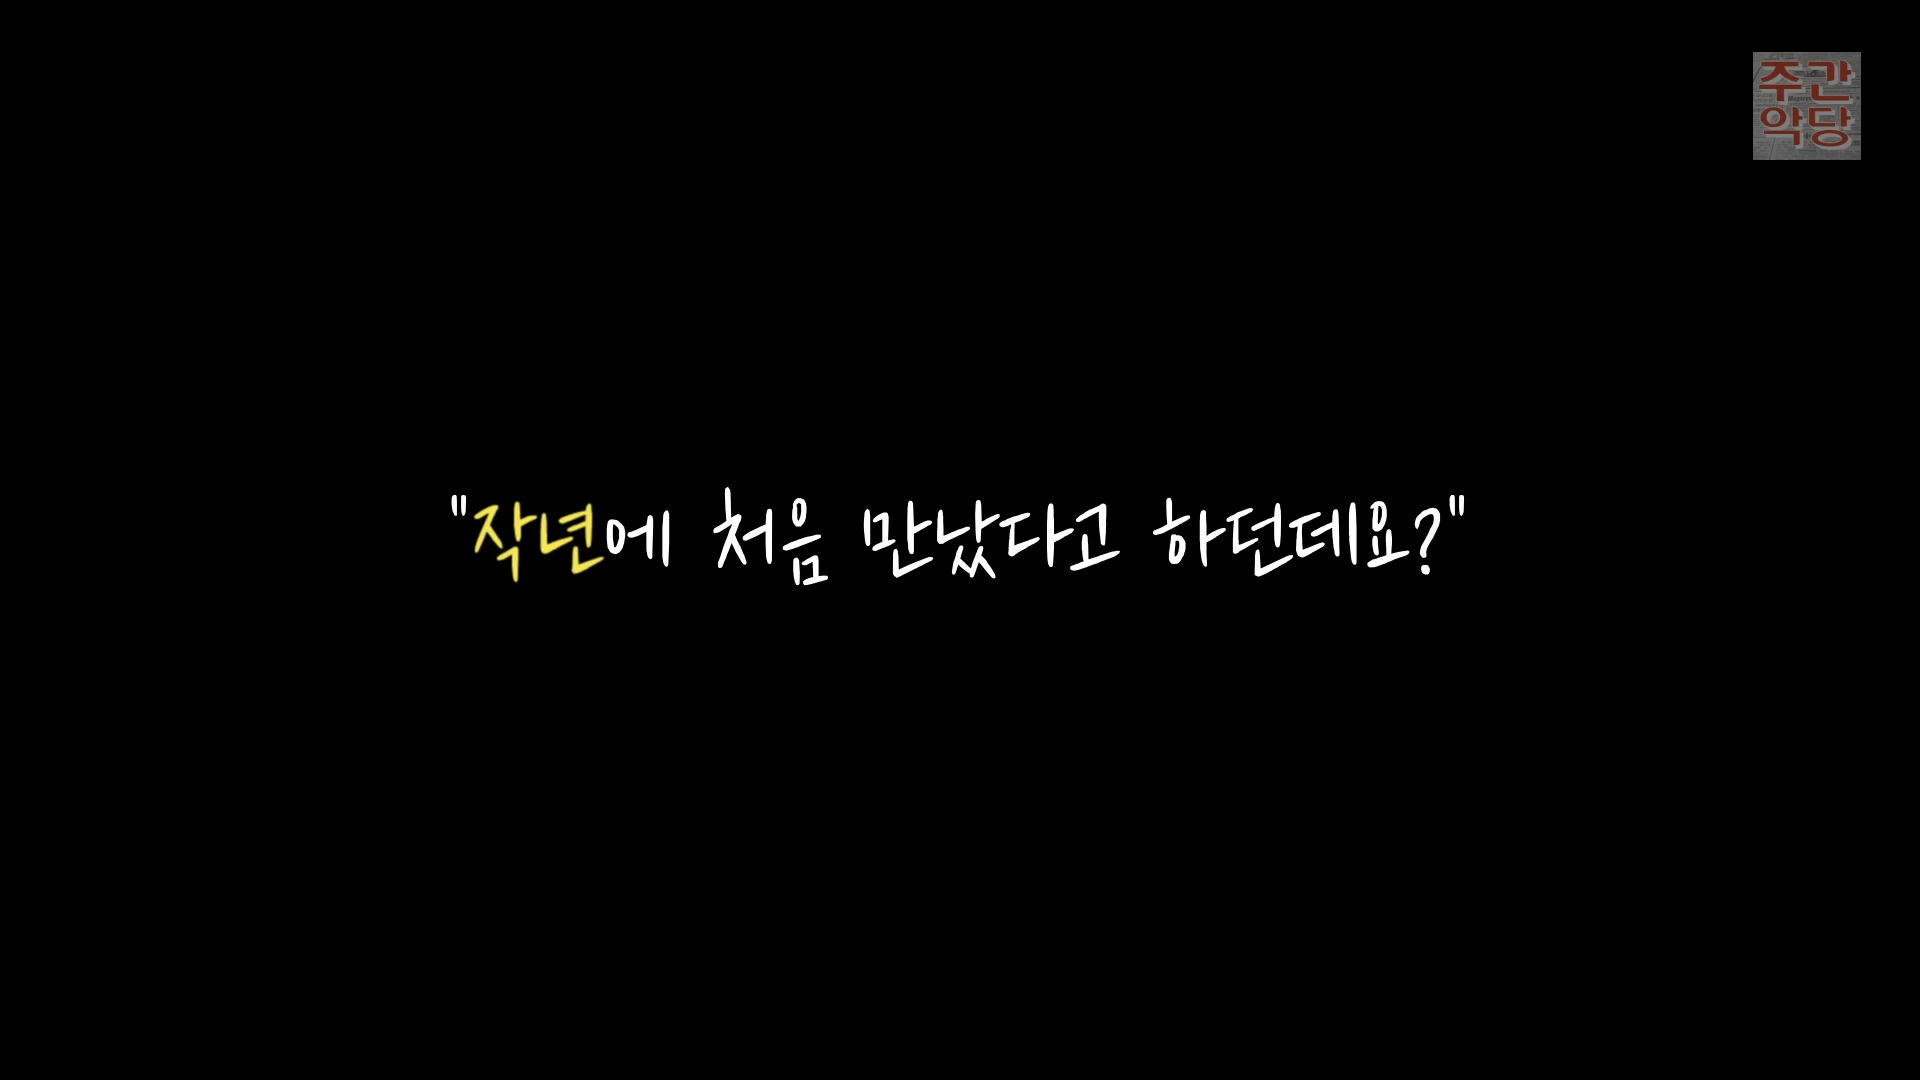 주간
악당
"작년에 처음 만났다고 하던데요?"